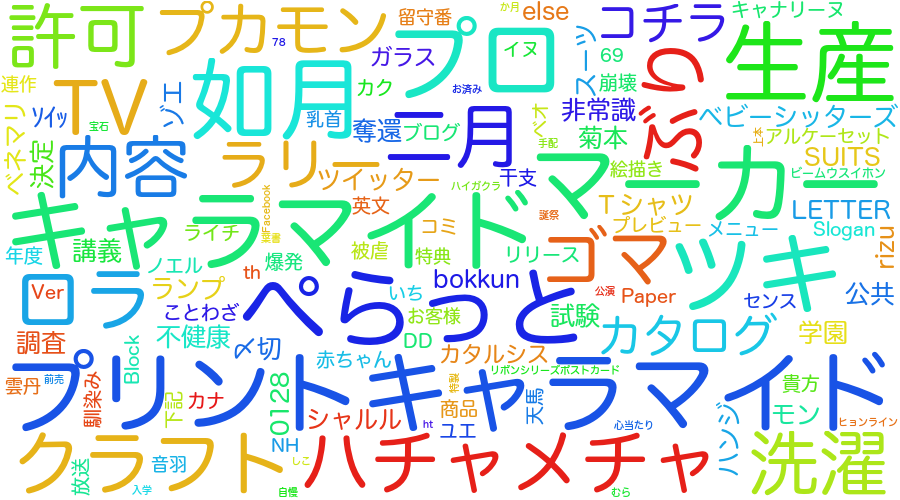 許可
プカモン
留守番
else
コチラ
キャナリーヌ
78
ガラス
プロ
イヌ
スーツ
69
ぶり
生産
連作
TV
ゾエ
如月
カク
お済み
崩壊
ベネマリ
ソイッ
宝石
乳首
奪還
ブログ
二月
ベオ
手配
非常識
菊本
ベビーシッターズ
上本
アルケーセット
決定
内容
ラリー
ツイッター
ハイガクラ
干支
マーカー
絵描き
SUITS
ビームウスイホン
キャラマイド
Facebook
葉書
英文
誕祭
Tシャツ
LETTER
年度
講義
ライチ
コミ
プレビュー
メニュー
Slogan
ノエル
爆発
被虐
特典
リリース
ゴマ
ツキ
rizu
ロラ
Ver
ランプ
th
ぺらっと
bokkun
いち
公演
Paper
センス
公共
ことわざ
お客様
試験
調査
Block
不健康
〆切
DD
カタログ
学園
赤ちゃん
カタルシス
リボンシリーズポストカード
雲丹
前売
馴染み
プリントキャラマイド
貴方
下記
カナ
0128
シャルル
商品
天馬
モン
ht
ユエ
心当たり
ヒョンライン
クラフト
NH
ハチャメチャ
ハンジ
洗濯
放送
音羽
しこ
入学
自慢
むら
か月